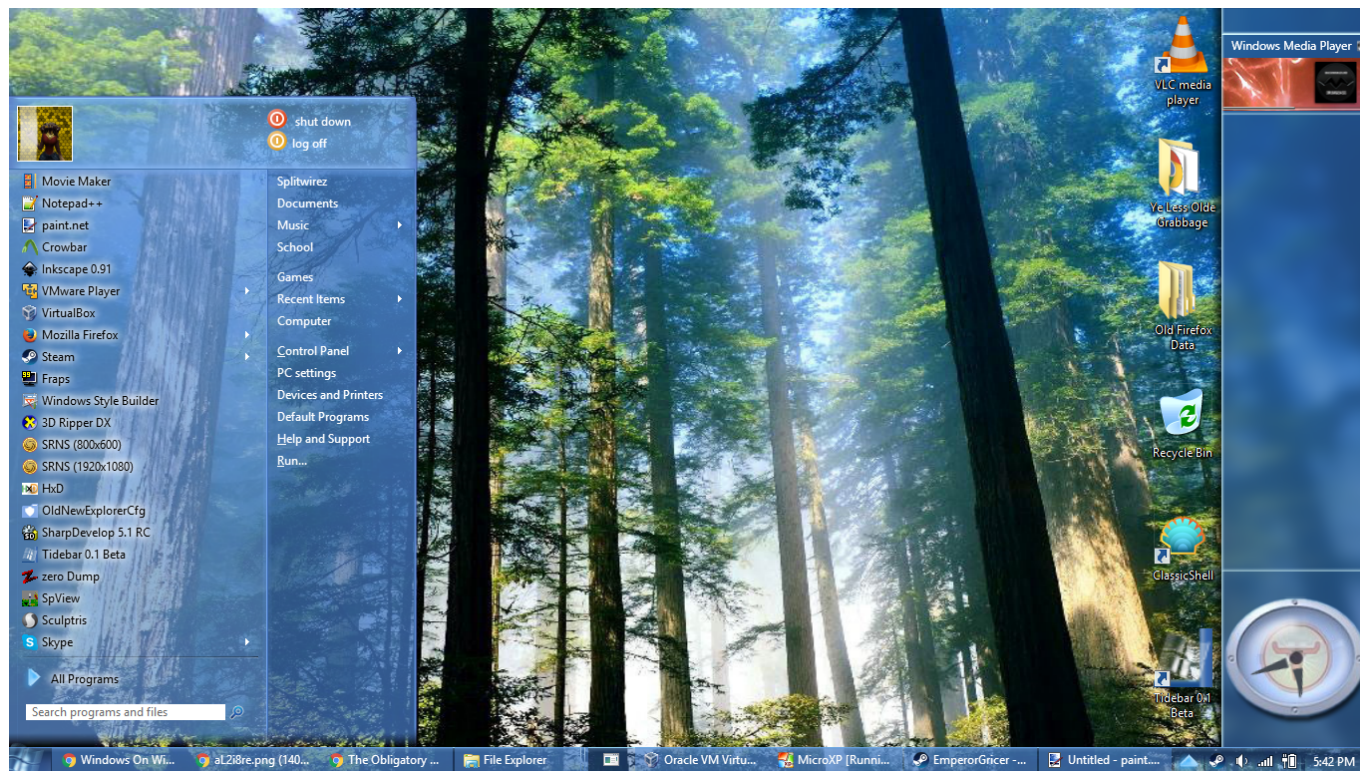 shut down
log off
Movie Maker
Notepad++
paint.net
Crowbar
Inkscape 0.91
VMware Player
VirtualBox
Mozilla Firefox
Steam
Fraps
Windows Style Builder
3D Ripper DX
SRNS (800x600)
SRNS (1920x1080)
HxD
OldNewExplorerCfg
SharpDevelop 5.1 RC
Tidebar 0.1 Beta
zero Dump
SpView
Sculptris
Skype
All Programs
Search programs and files
Splitwirez
Documents
Music
School
Games
Recent Items
Computer
Control Panel
PC settings
Devices and Printers
Default Programs
Help and Support
Run...
VLC media
player
Ye Less Olde
Grabbage
Old Firefox
Data
Recycle Bin
ClassicShell
Tidebar 0.1
Beta
Windows Media Player
Windows On Wi...
aL2i8re.png (140...
The Obligatory ...
File Explorer
Oracle VM Virtu...
MicroXP [Runni...
EmperorGricer -...
Untitled - paint....
5:42 PM